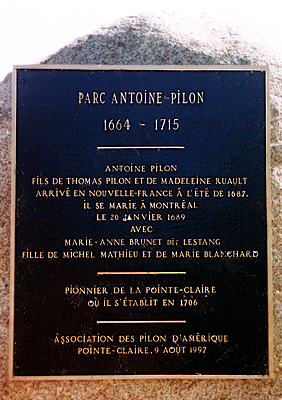 PARC ANTOINE-PILON
1664 - 1715
ANTOINE PILON
FILS DE THOMAS PILON ET DE MADELEINE RUAULT
ARRIVÉ EN NOUVELLE-FRANCE À L'ÉTÉ DE 1687.
IL SE MARIE À MONTRÉAL
LE 20 JANVIER 1689
AVEC
MARIE-ANNE BRUNET DIT LESTANG
FILLE DE MICHEL MATHIEU ET DE MARIE BLANCHARD
PIONNIER DE LA POINTE-CLAIRE
OÙ IL S'ÉTABLIT EN 1706
ASSOCIATION DES PILON D'AMÉRIQUE
POINTE-CLAIRE, 9 AOÛT 1997